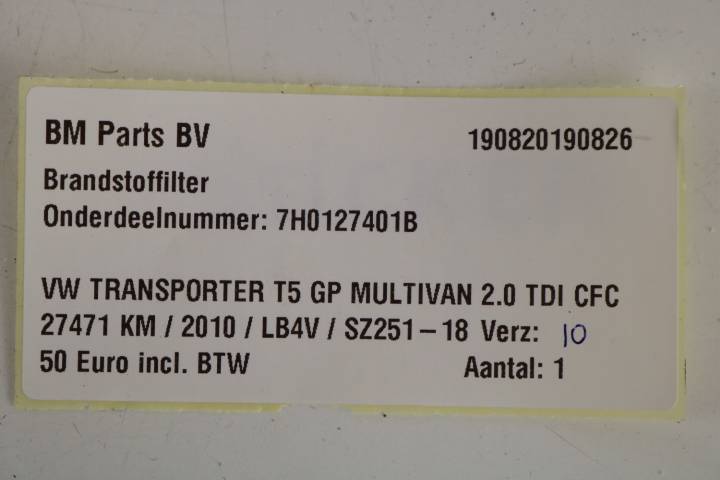 BM Parts BV 190820190826
Brandstoffilter
Onderdeelnummer: 7H0127401B
VW TRANSPORTER T5 GP MULTIVAN 2.0 TDI CFC
27471 KM / 2010 / LB4V / SZ251-18 Verz: 10
50 Euro incl. BTW Aantal: 1